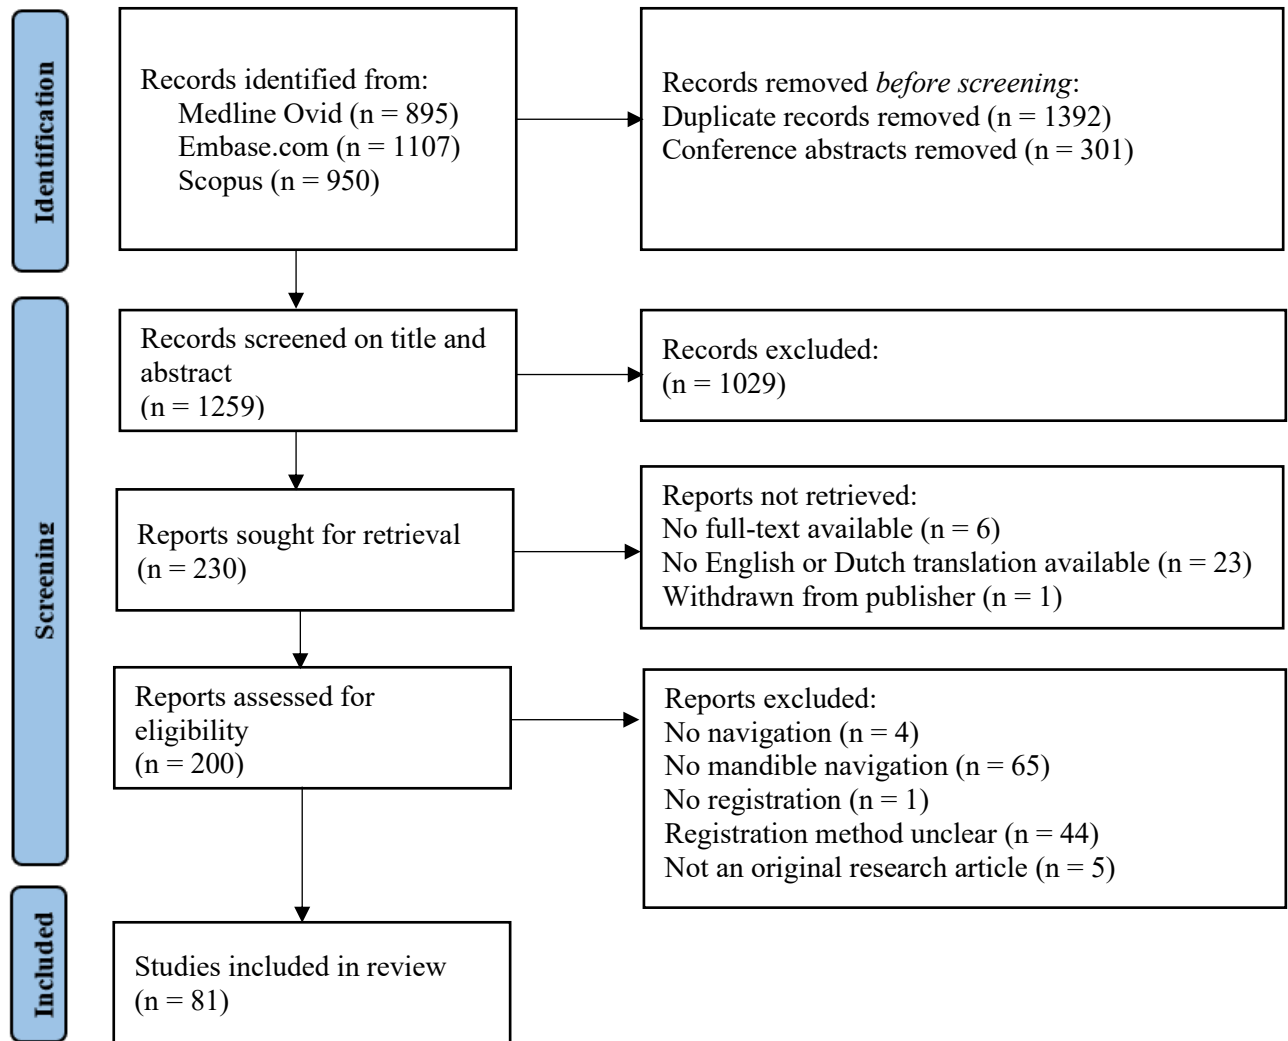 Identification
Records identified from:
Medline Ovid (n = 895)
Embase.com (n = 1107)
Scopus (n = 950)
Records removed before screening:
Duplicate records removed (n = 1392)
Conference abstracts removed (n = 301)
Screening
Records screened on title and
abstract
(n = 1259)
Records excluded:
(n = 1029)
Reports sought for retrieval
(n = 230)
Reports not retrieved:
No full-text available (n = 6)
No English or Dutch translation available (n = 23)
Withdrawn from publisher (n = 1)
Reports assessed for
eligibility
(n = 200)
Reports excluded:
No navigation (n = 4)
No mandible navigation (n = 65)
No registration (n = 1)
Registration method unclear (n = 44)
Not an original research article (n = 5)
Included
Studies included in review
(n = 81)